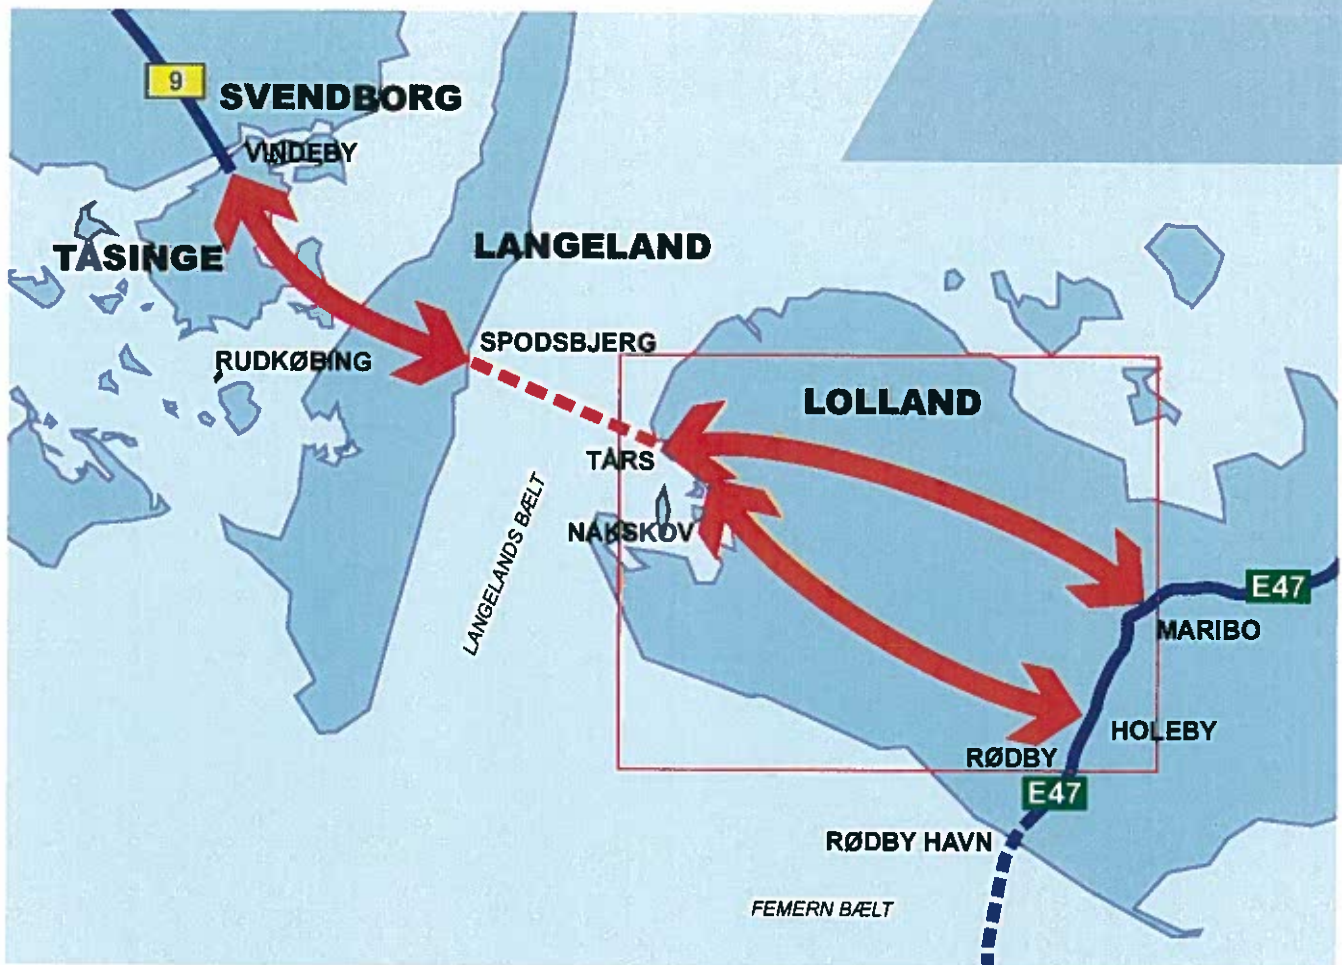 9
SVENDBORG
VINDEBY
TÅSINGE
LANGELAND
SPODSBJERG
RUDKØBING
LOLLAND
TÅRS
LANGELANDS BÆLT
NAKSKOV
E47
MARIBO
HOLEBY
RØDBY
E47
RØDBY HAVN
FEMERN BÆLT